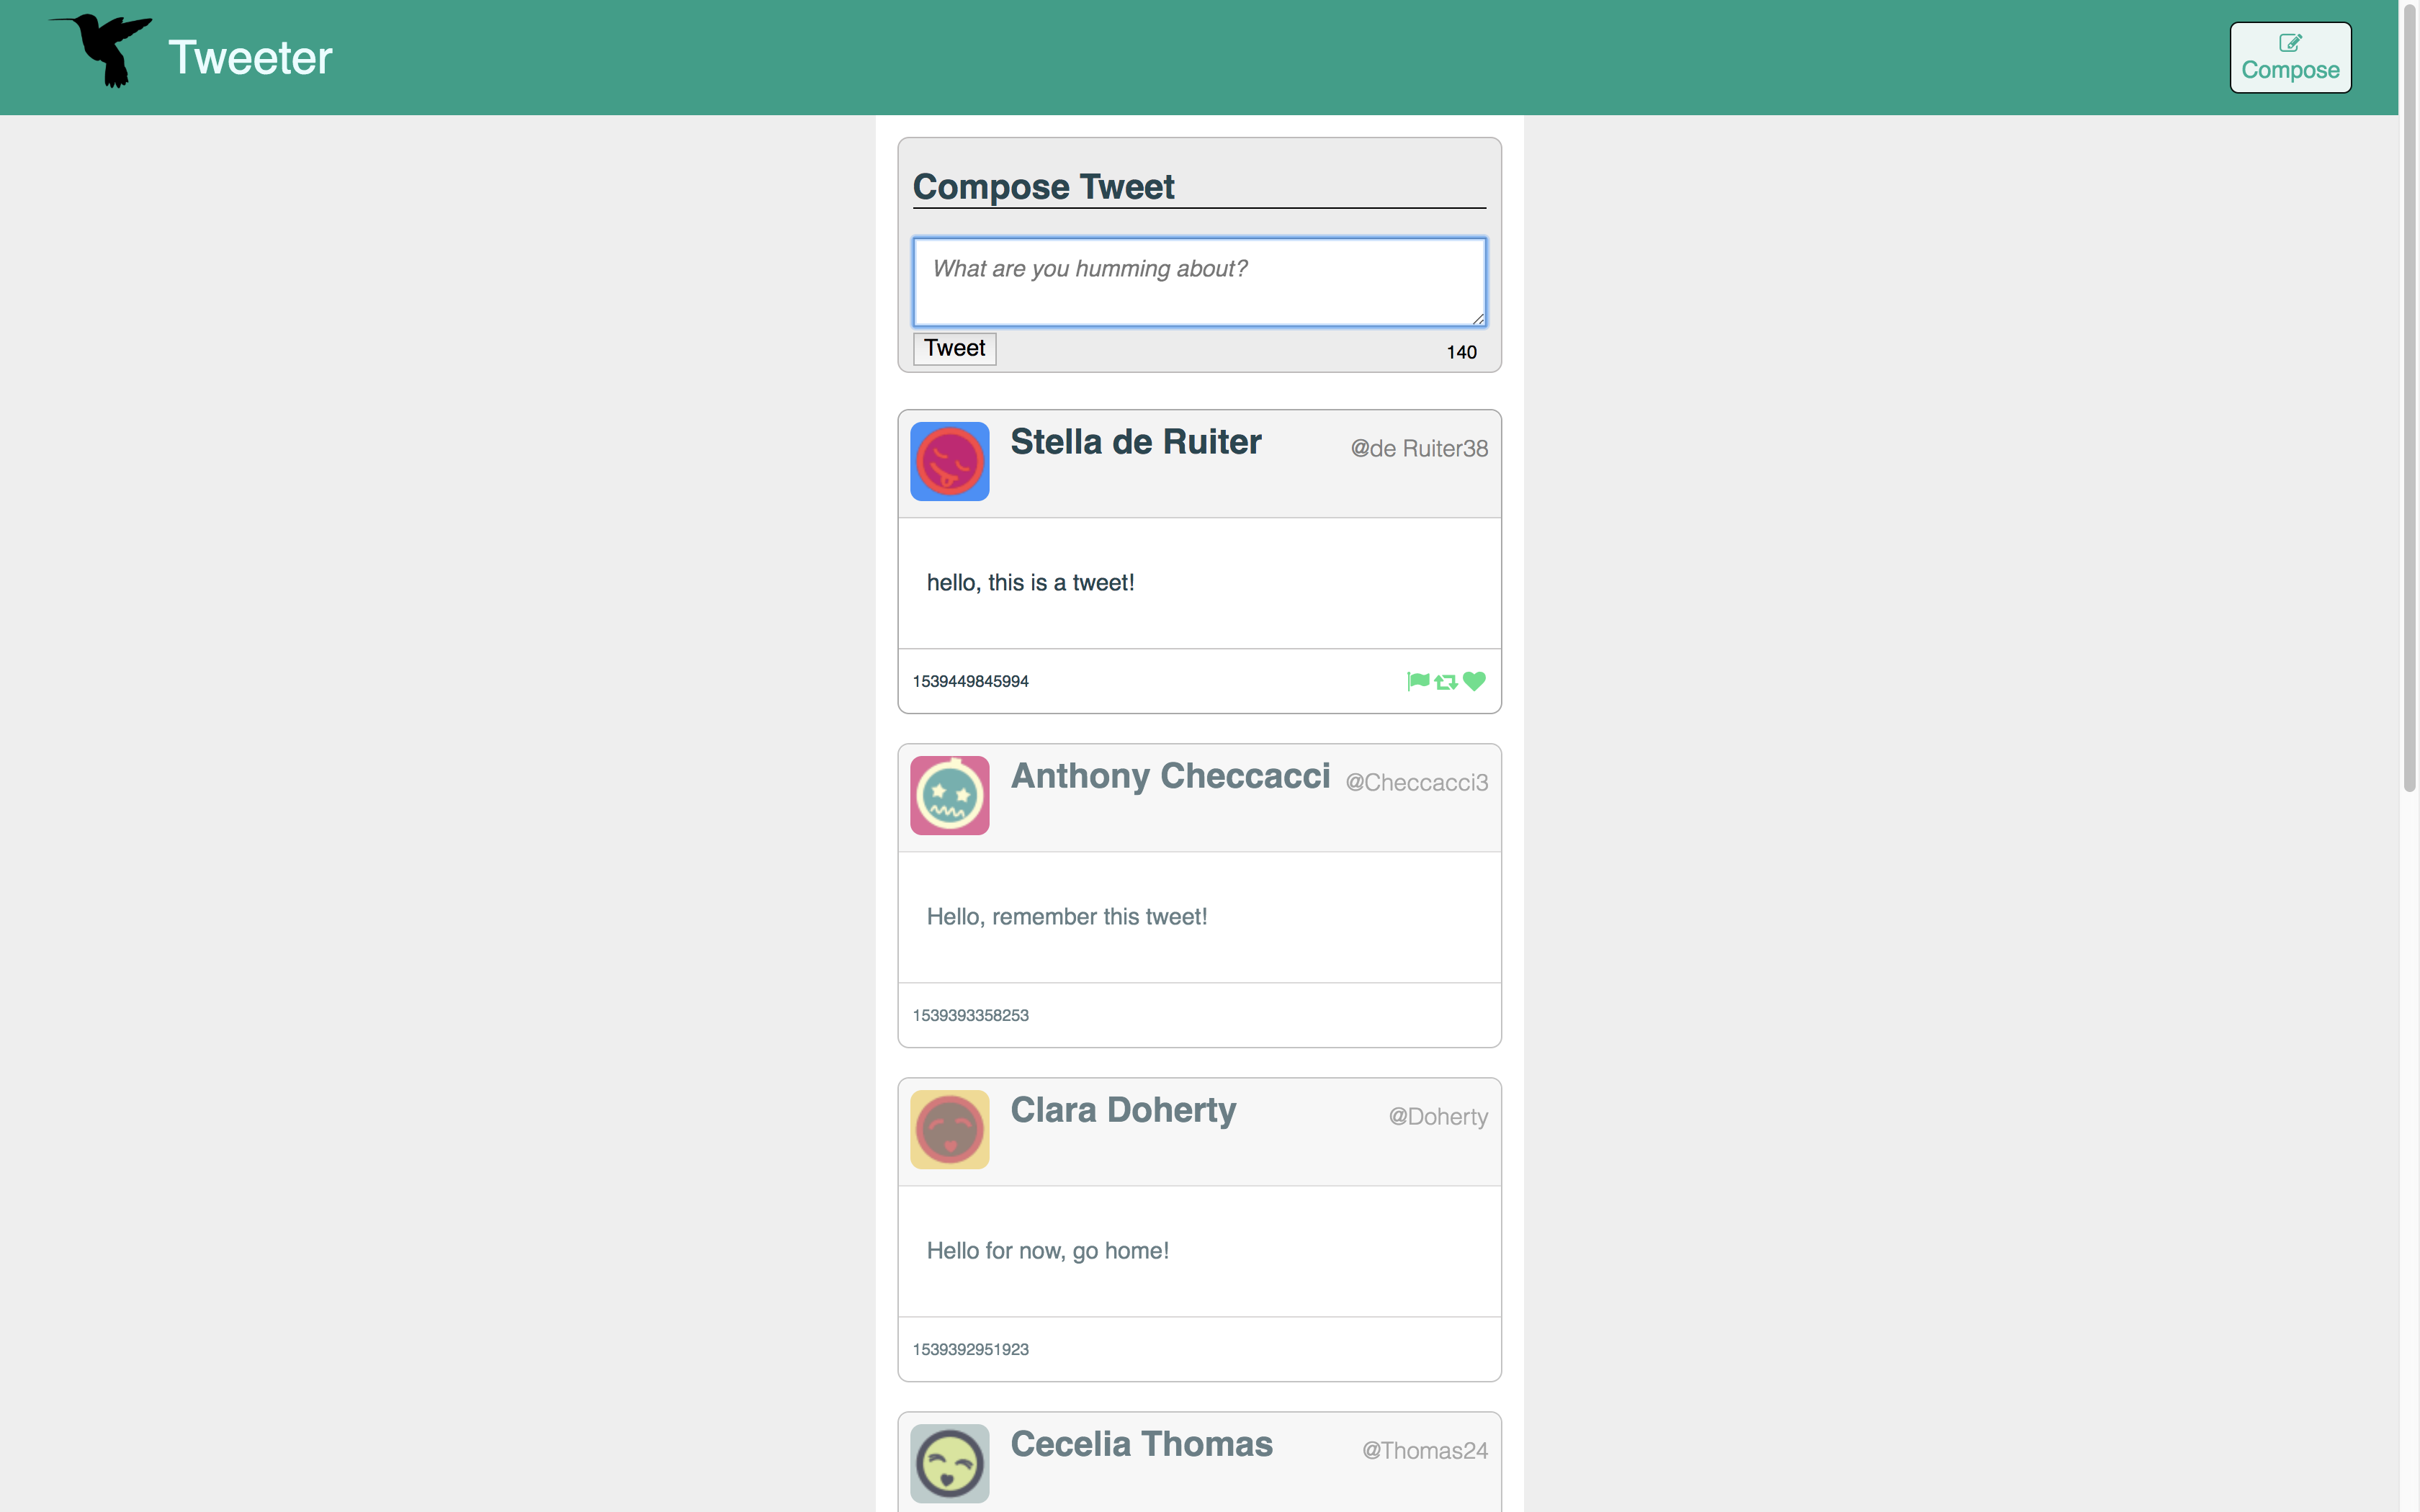 Tweeter
Compose
Compose Tweet
What are you humming about?
Tweet 140
Stella de Ruiter @de Ruiter38
hello, this is a tweet!
1539449845994
Anthony Checcacci @Checcacci3
Hello, remember this tweet!
1539393358253
Clara Doherty @Doherty
Hello for now, go home!
1539392951923
Cecelia Thomas @Thomas24